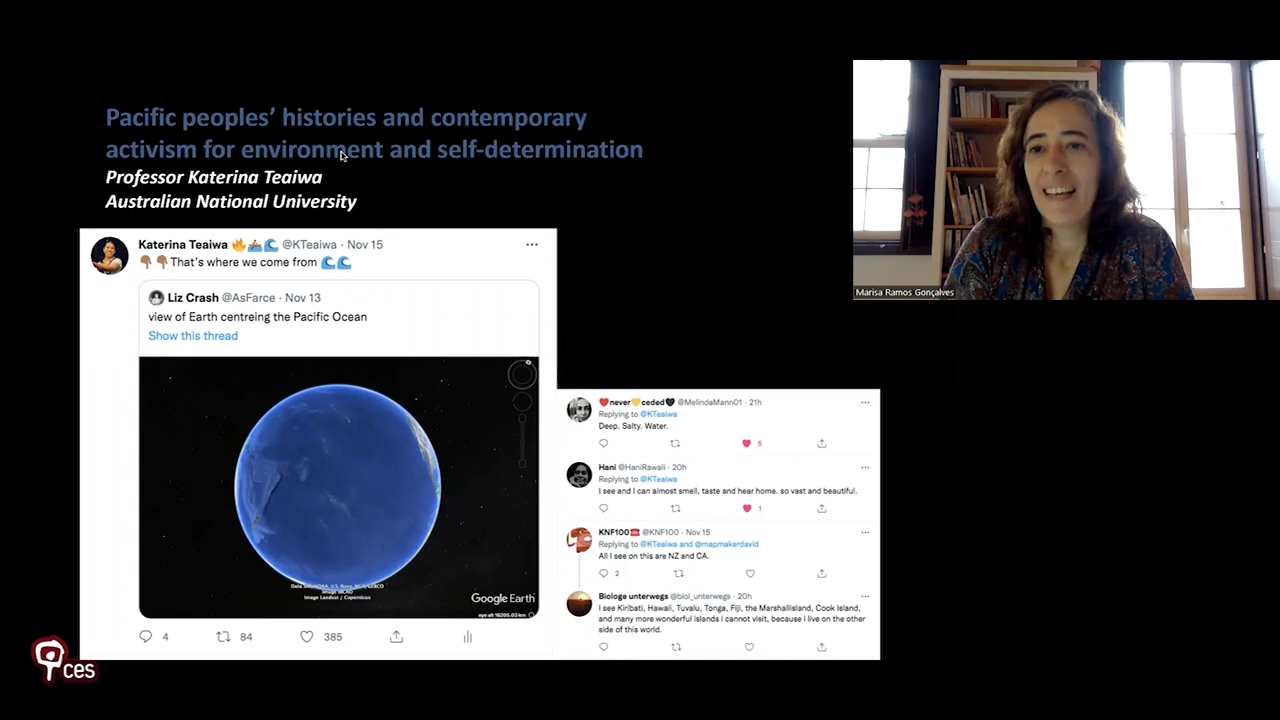 Pacific peoples' histories and contemporary
activism for environment and self-determination
Professor Katerina Teaiwa
Australian National University
Katerina Teaiwa 🔥🚣🏽🌊 @KTeaiwa · Nov 15
👇🏽👇🏽That's where we come from 🌊🌊
Liz Crash @AsFarce · Nov 13
view of Earth centreing the Pacific Ocean
Show this thread
Image Landsat / Copernicus
Google Earth
4 84 385
❤️never💛ceded🖤 @MelindaMann01 · 21h
Replying to @KTeaiwa
Deep. Salty. Water.
5
Hani @HaniRawali · 20h
Replying to @KTeaiwa
I see and I can almost smell, taste and hear home. so vast and beautiful.
1
KNF100☎️ @KNF100 · Nov 15
Replying to @KTeaiwa and @mapmakerdavid
All I see on this are NZ and CA.
2
Biologe unterwegs @biol_unterwegs · 20h
I see Kiribati, Hawaii, Tuvalu, Tonga, Fiji, the Marshallisland, Cook Island,
and many more wonderful islands i cannot visit, because i live on the other
side of this world.
Marisa Ramos Gonçalves
ces